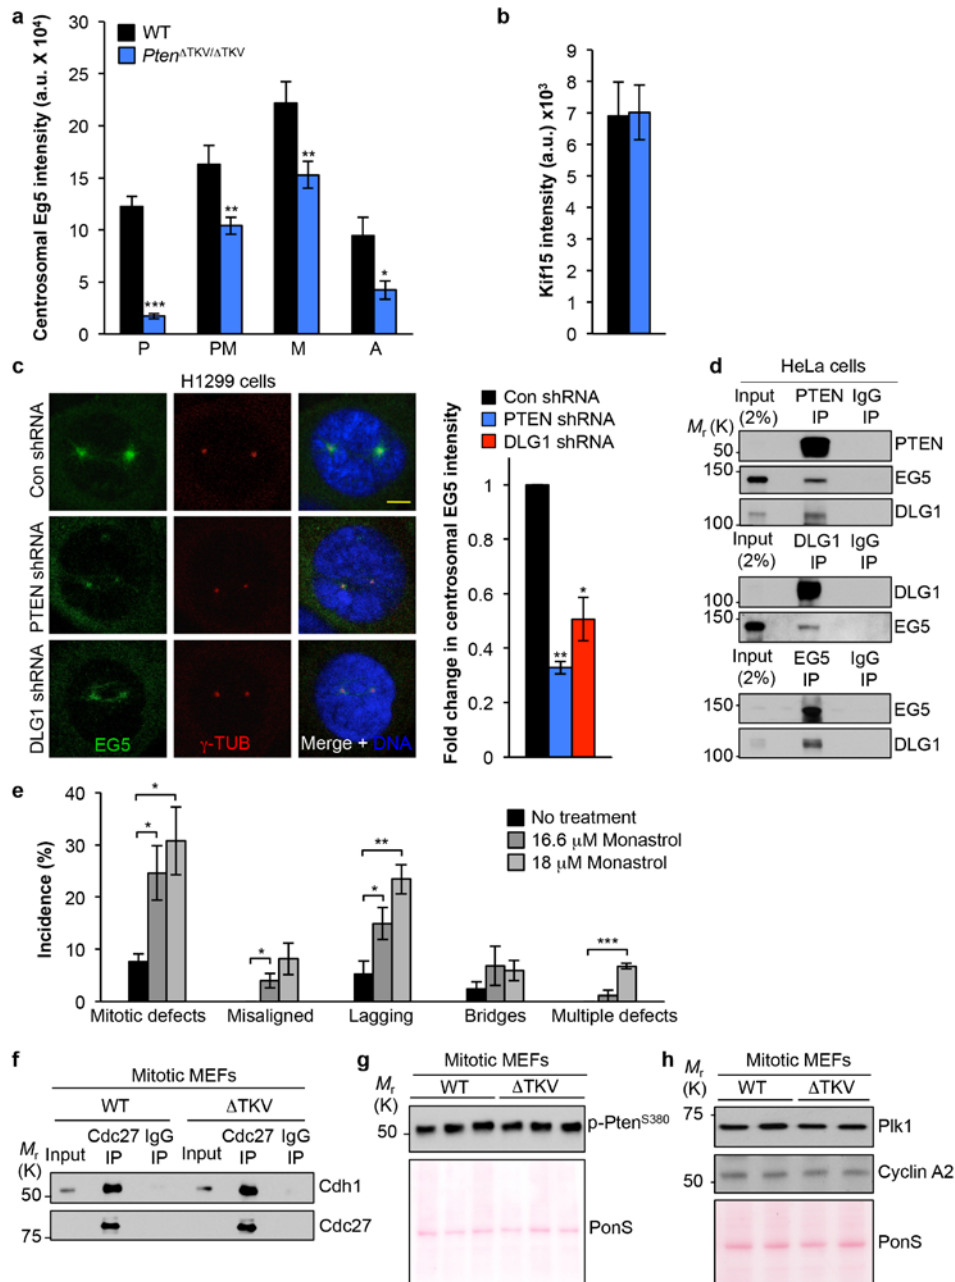 a
b
WT
Pten^ΔTKV/ΔTKV
Centrosomal Eg5 intensity (a.u. X 10⁴)
30
25
20
15
10
5
0
***
**
**
*
P PM M A
Kif15 intensity (a.u.) x10³
9
8
7
6
5
4
3
2
1
0
c
H1299 cells
Con shRNA
PTEN shRNA
DLG1 shRNA
EG5
γ-TUB
Merge + DNA
Con shRNA
PTEN shRNA
DLG1 shRNA
Fold change in centrosomal EG5 intensity
1
0.8
0.6
0.4
0.2
0
**
*
d
HeLa cells
Input PTEN IgG
(2%) IP IP
Mr (K)
50 PTEN
150 EG5
100 DLG1
Input DLG1 IgG
(2%) IP IP
100 DLG1
150 EG5
Input EG5 IgG
(2%) IP IP
EG5
100 DLG1
e
Incidence (%)
40
30
20
10
0
* *
*
** *
***
No treatment
16.6 µM Monastrol
18 µM Monastrol
Mitotic defects Misaligned Lagging Bridges Multiple defects
f
Mitotic MEFs
WT ΔTKV
Cdc27 IgG Cdc27 IgG
Mr Input IP IP Input IP IP
(K)
50 Cdh1
75 Cdc27
g
Mitotic MEFs
Mr WT ΔTKV
(K)
50 p-Pten^S380
PonS
h
Mitotic MEFs
Mr WT ΔTKV
(K)
75 Plk1
50 Cyclin A2
PonS